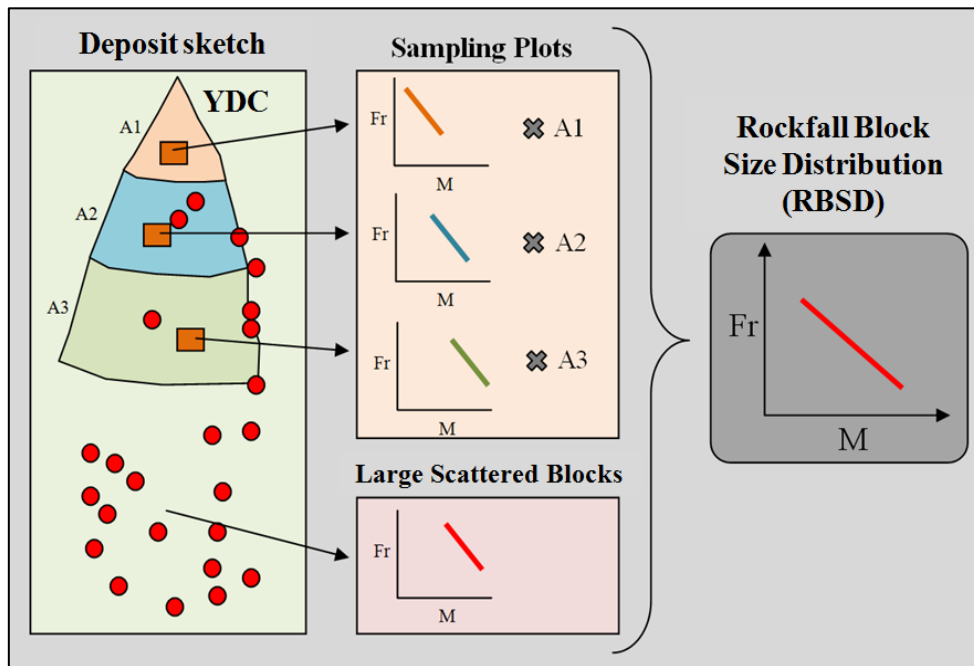 Deposit sketch
YDC
A1
A2
A3
Sampling Plots
Fr
M
A1
Fr
M
A2
Fr
M
A3
Large Scattered Blocks
Fr
M
Rockfall Block
Size Distribution
(RBSD)
Fr
M